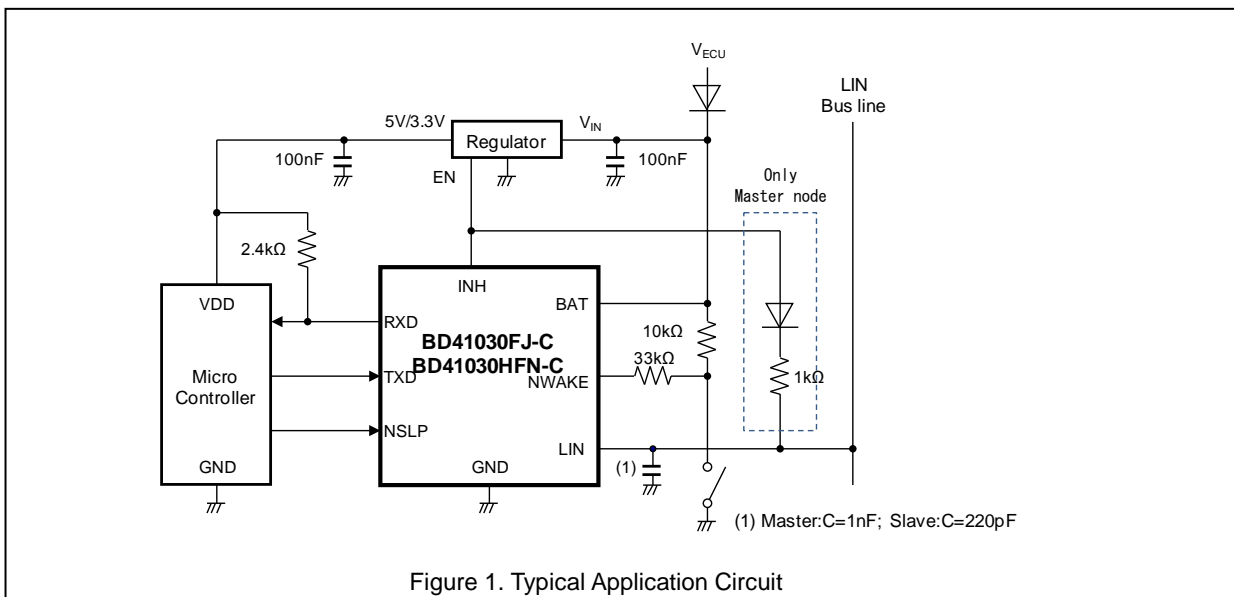 V_ECU
LIN
Bus line
5V/3.3V
Regulator
V_IN
100nF
100nF
EN
Only
Master node
2.4kΩ
VDD
INH
BAT
RXD
BD41030FJ-C
BD41030HFN-C
10kΩ
33kΩ
1kΩ
Micro
Controller
TXD
NWAKE
NSLP
LIN
GND
GND
(1)
(1) Master:C=1nF; Slave:C=220pF
Figure 1. Typical Application Circuit